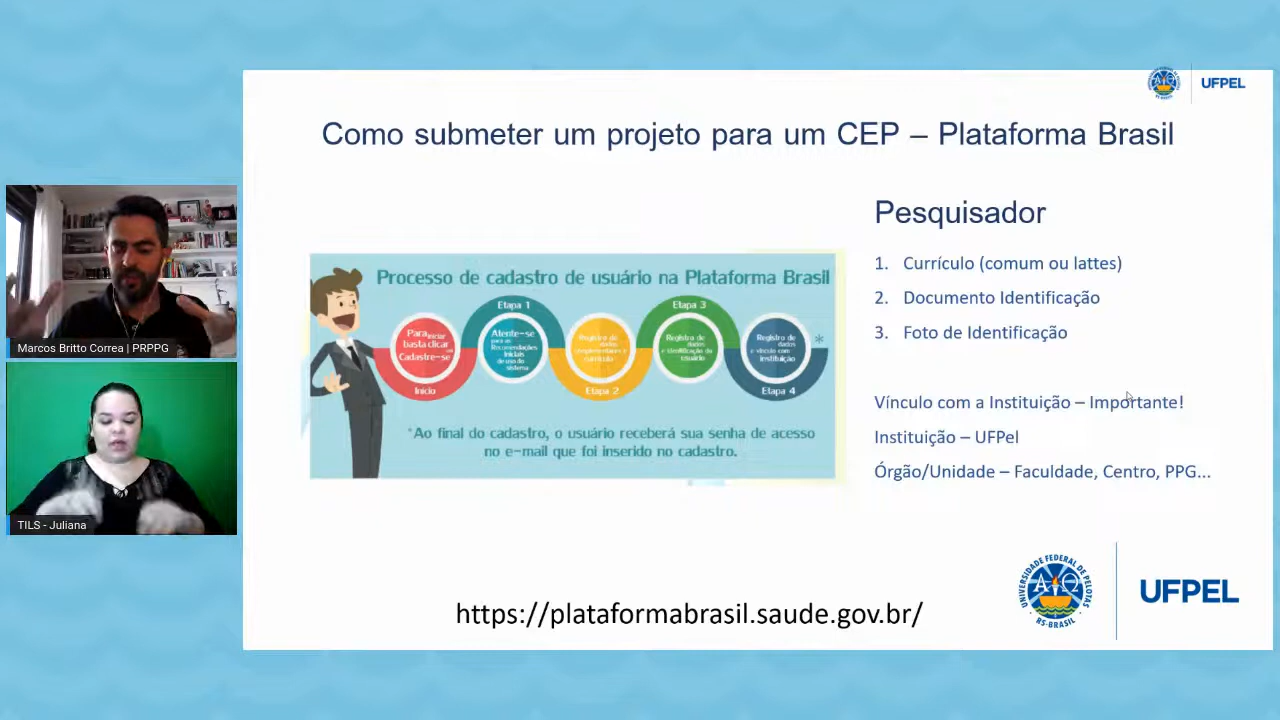 UFPEL
Como submeter um projeto para um CEP – Plataforma Brasil
Pesquisador
1. Currículo (comum ou lattes)
2. Documento Identificação
3. Foto de Identificação
Vínculo com a Instituição – Importante!
Instituição – UFPel
Órgão/Unidade – Faculdade, Centro, PPG...
Processo de cadastro de usuário na Plataforma Brasil
Para iniciar
basta clicar
em
Cadastre-se
Início
Etapa 1
Atente-se
para as
Recomendações
iniciais
de uso do
sistema
Registro de
dados
complementares e
currículo
Etapa 2
Etapa 3
Registro de
dados
e identificação do
usuário
Registro de
dados
e vínculo com
instituição
*
Etapa 4
*Ao final do cadastro, o usuário receberá sua senha de acesso
no e-mail que foi inserido no cadastro.
Marcos Britto Correa | PRPPG
TILS - Juliana
https://plataformabrasil.saude.gov.br/
UNIVERSIDADE FEDERAL DE PELOTAS
RS-BRASIL
UFPEL